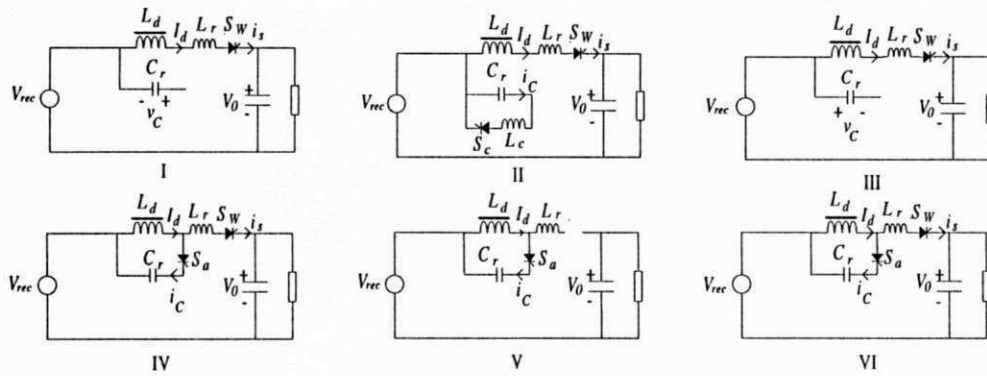 L_d I_d L_r S_W i_s
C_r
V_rec - v_C + + V_0 -
I
L_d I_d L_r S_W i_s
C_r i_C
V_rec S_c L_c + V_0 -
II
L_d I_d L_r S_W i_s
C_r
V_rec + v_C - + V_0 -
III
L_d I_d L_r S_W i_s
C_r S_a
V_rec i_C + V_0 -
IV
L_d I_d L_r
C_r S_a
V_rec i_C + V_0 -
V
L_d I_d L_r S_W i_s
C_r S_a
V_rec i_C + V_0 -
VI